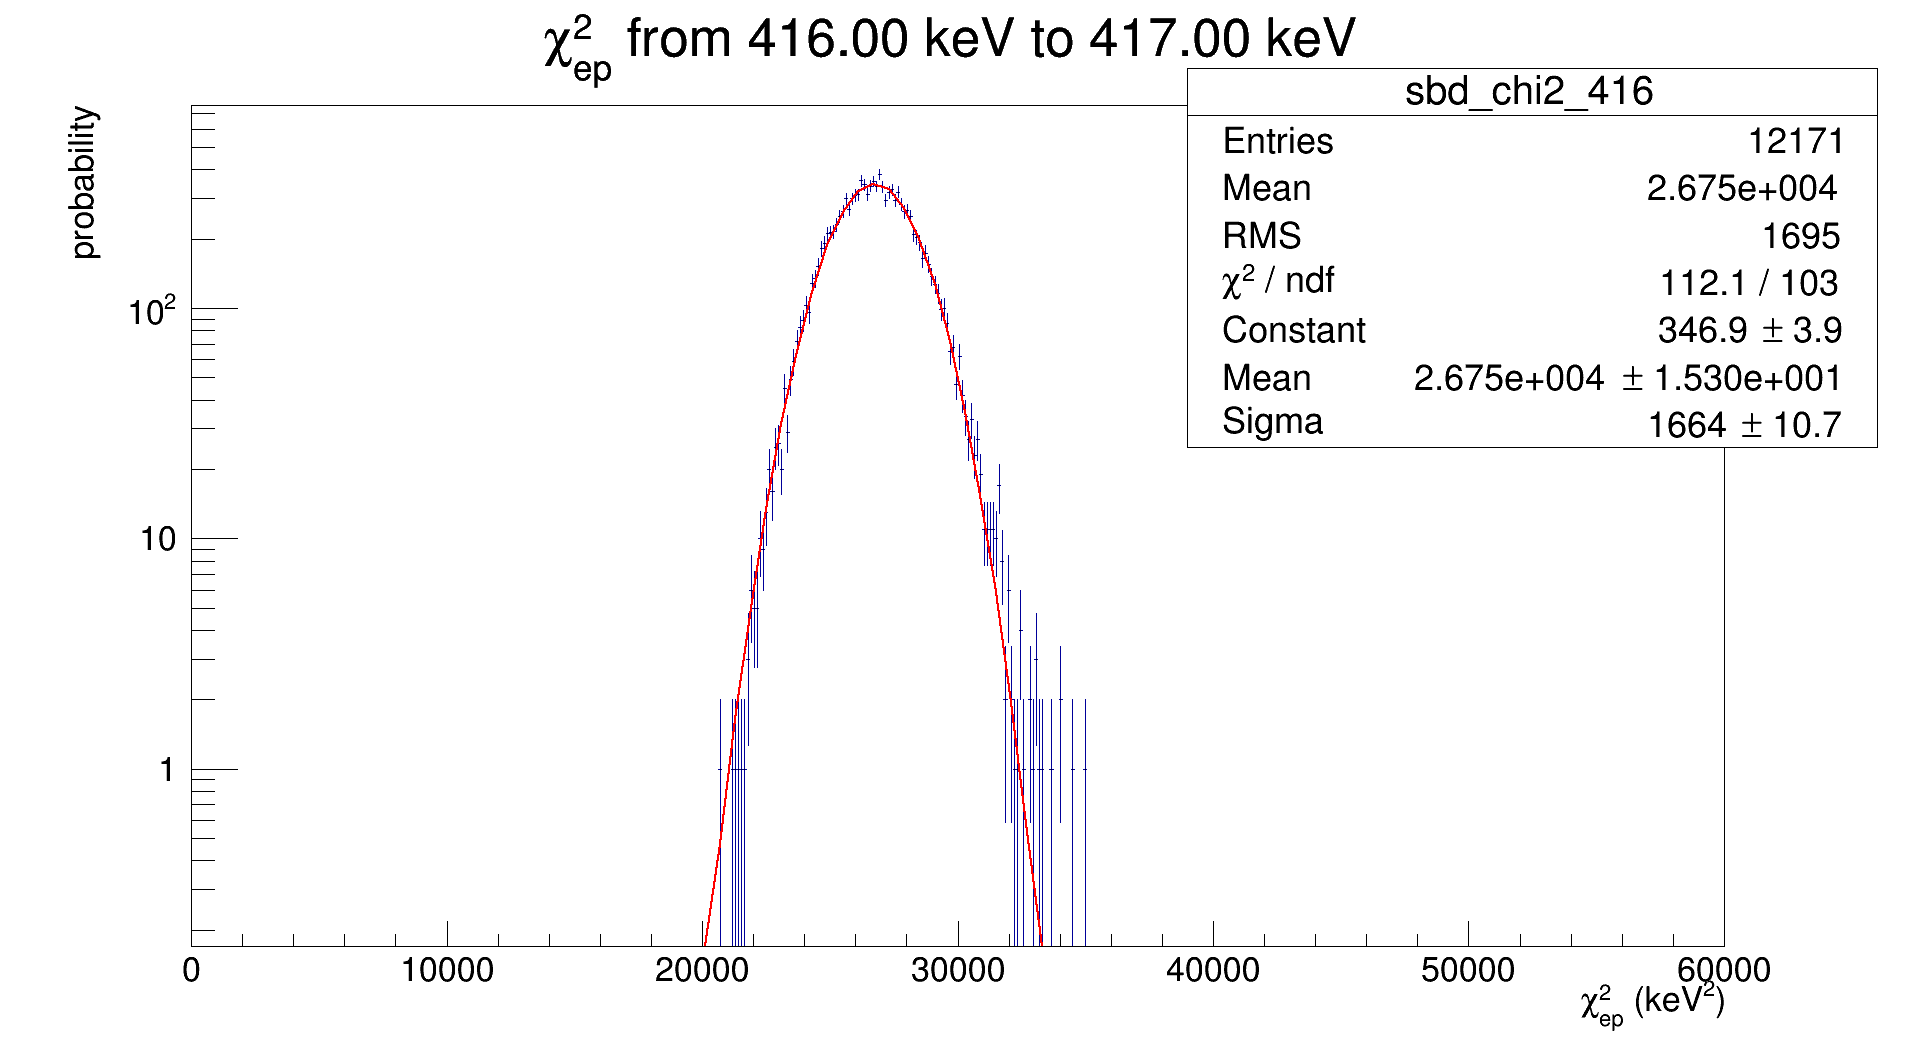 χ²ep from 416.00 keV to 417.00 keV
probability
sbd_chi2_416
Entries 12171
Mean 2.675e+004
RMS 1695
χ² / ndf 112.1 / 103
Constant 346.9 ± 3.9
Mean 2.675e+004 ± 1.530e+001
Sigma 1664 ± 10.7
10²
10
1
0 10000 20000 30000 40000 50000 60000
χ²ep (keV²)